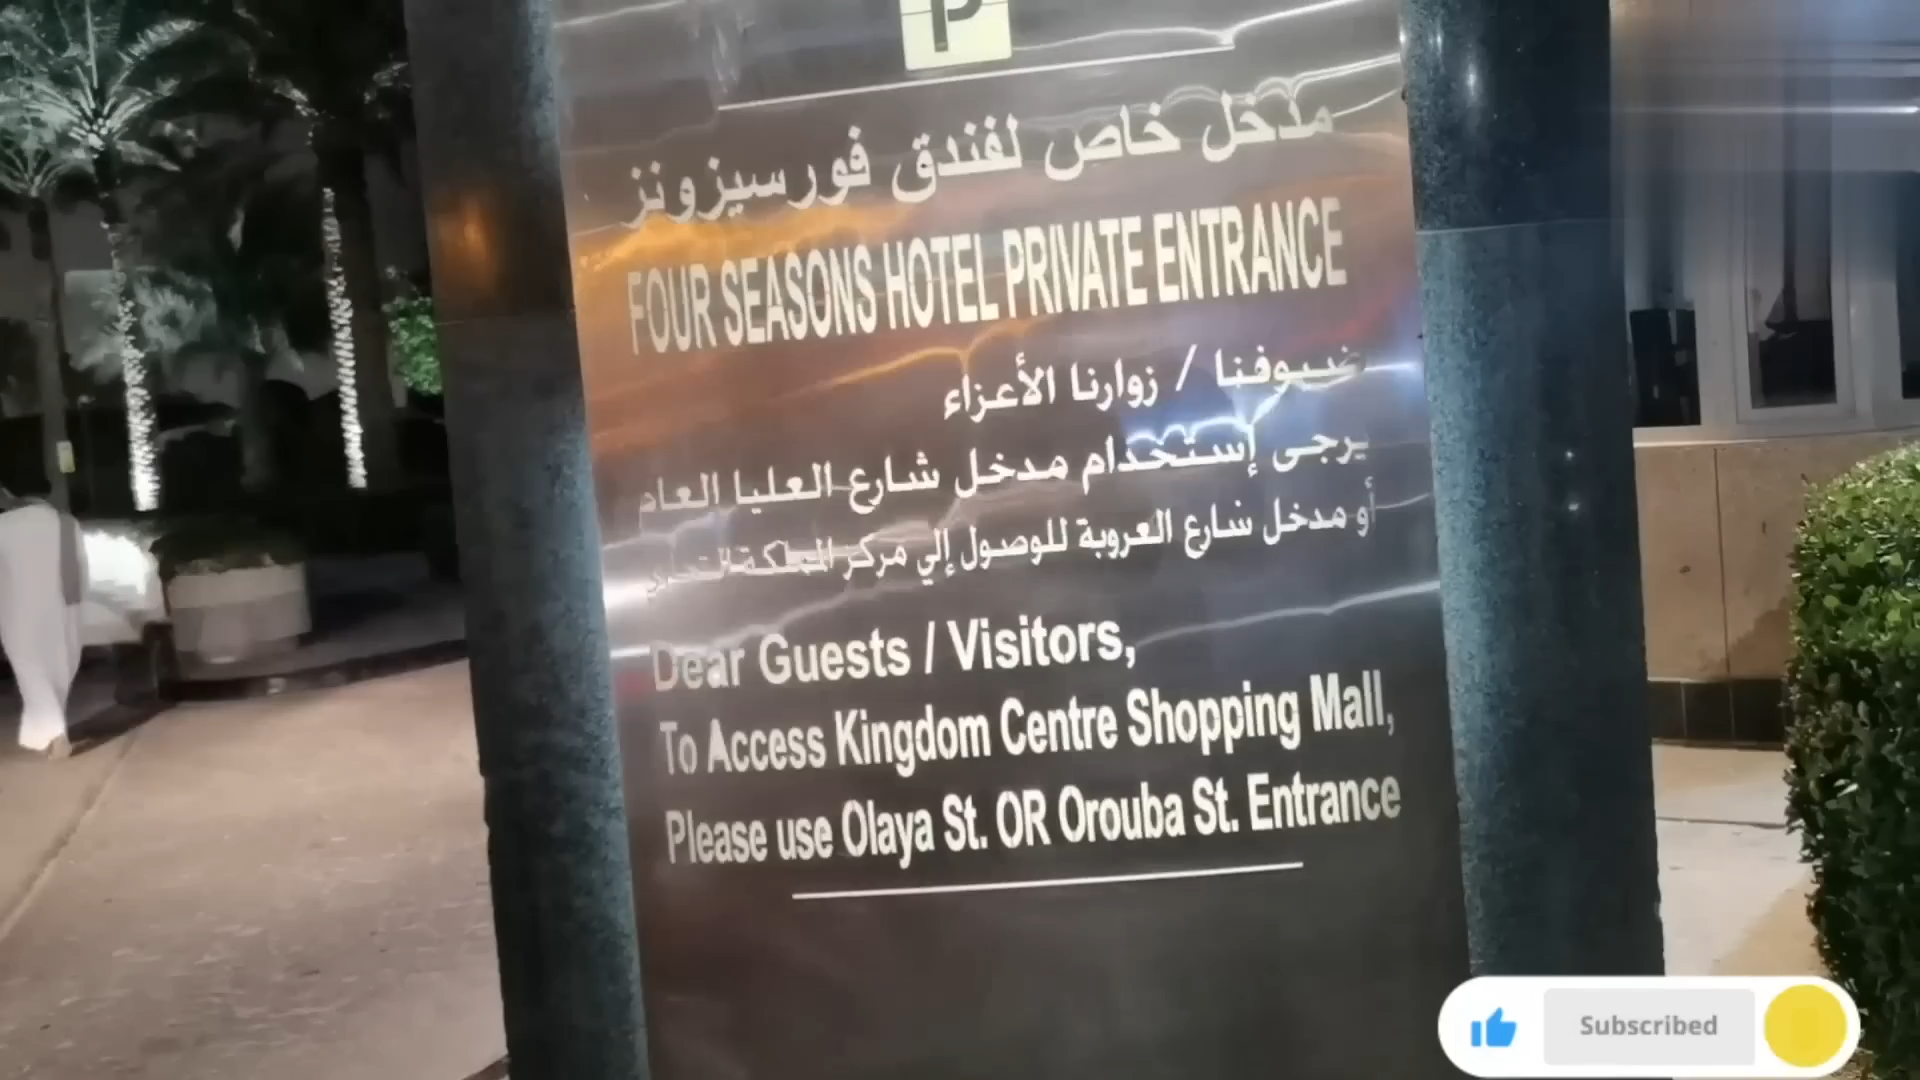 P
مدخل خاص لفندق فورسيزونز
FOUR SEASONS HOTEL PRIVATE ENTRANCE
ضيوفنا / زوارنا الأعزاء
يرجى إستخدام مدخل شارع العليا العام
أو مدخل شارع العروبة للوصول إلي مركز المملكة التجاري
Dear Guests / Visitors,
To Access Kingdom Centre Shopping Mall,
Please use Olaya St. OR Orouba St. Entrance
Subscribed